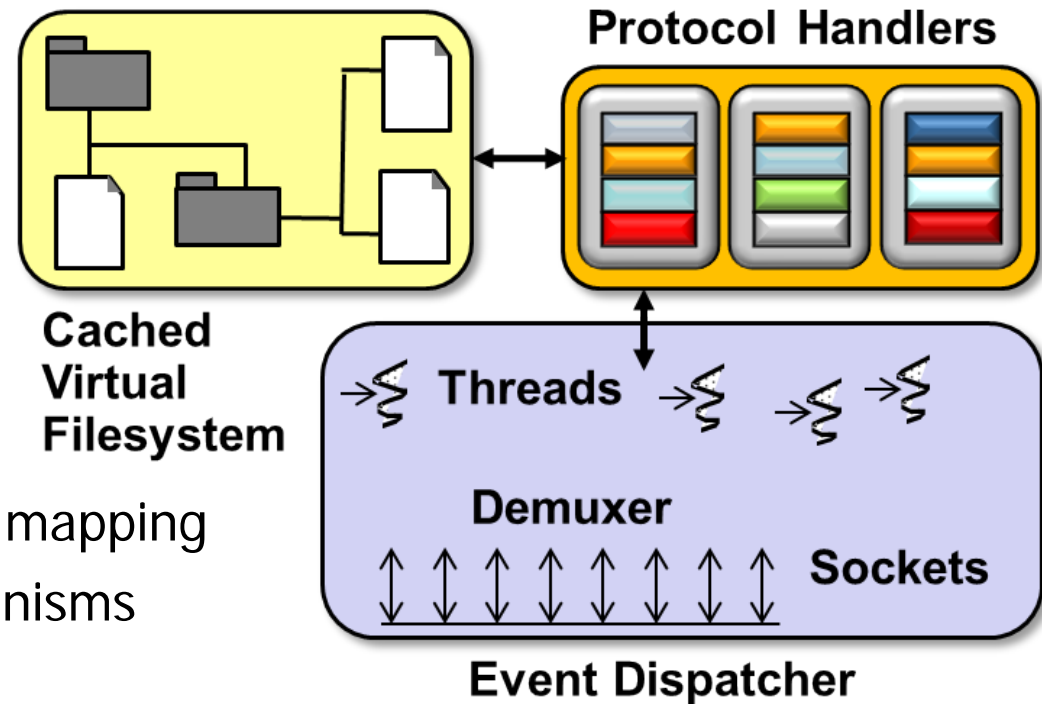 Protocol Handlers
Cached
Virtual
Filesystem
Threads
mapping
Demuxer
Sockets
nisms
Event Dispatcher